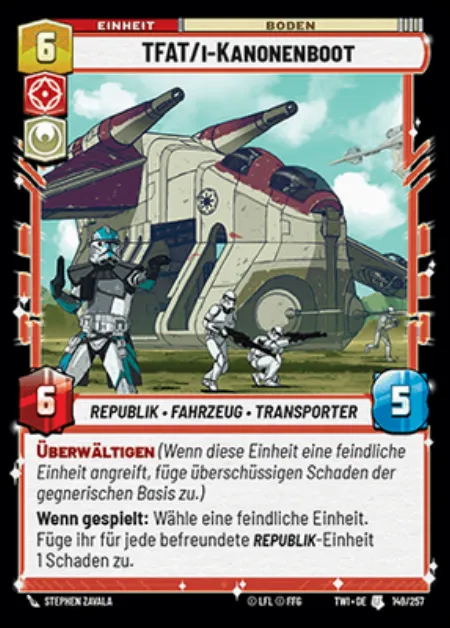 EINHEIT
BODEN
6
TFAT/i-Kanonenboot
6
REPUBLIK • FAHRZEUG • TRANSPORTER
5
Überwältigen (Wenn diese Einheit eine feindliche
Einheit angreift, füge überschüssigen Schaden der
gegnerischen Basis zu.)
Wenn gespielt: Wähle eine feindliche Einheit.
Füge ihr für jede befreundete REPUBLIK-Einheit
1 Schaden zu.
STEPHEN ZAVALA
© LFL © FFG
TWI • DE
U
149/257